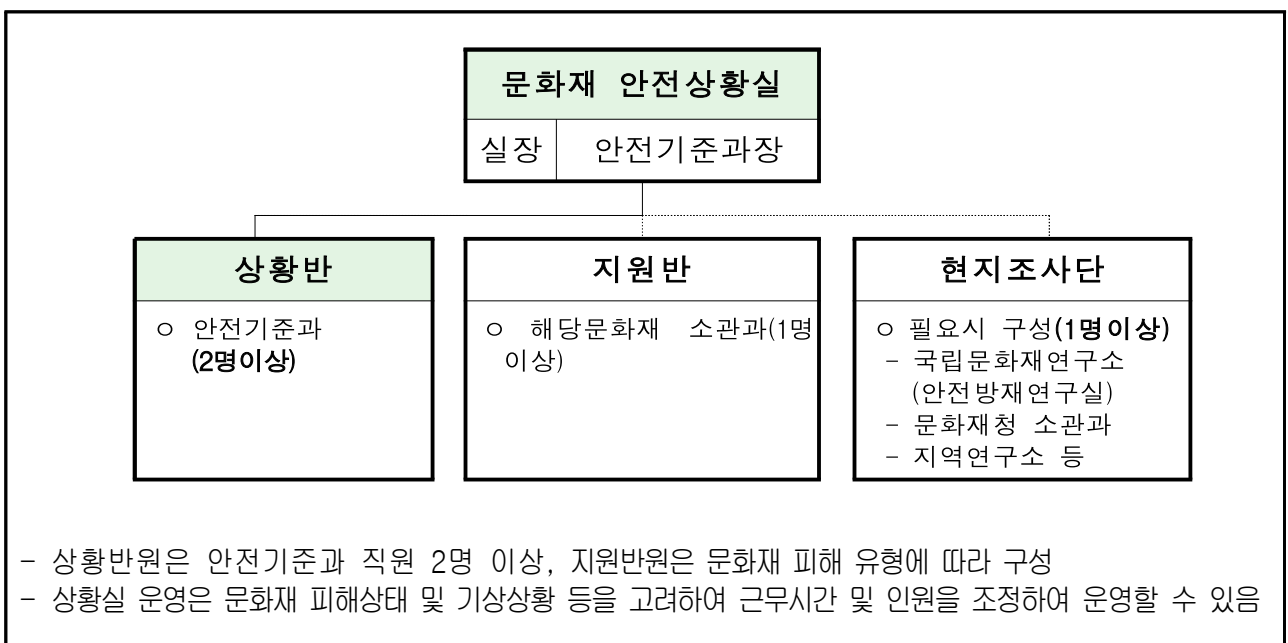 문화재 안전상황실
실장 안전기준과장
상황반
ㅇ 안전기준과
(2명이상)
지원반
ㅇ 해당문화재 소관과(1명
이상)
현지조사단
ㅇ 필요시 구성(1명이상)
- 국립문화재연구소
(안전방재연구실)
- 문화재청 소관과
- 지역연구소 등
- 상황반원은 안전기준과 직원 2명 이상, 지원반원은 문화재 피해 유형에 따라 구성
- 상황실 운영은 문화재 피해상태 및 기상상황 등을 고려하여 근무시간 및 인원을 조정하여 운영할 수 있음